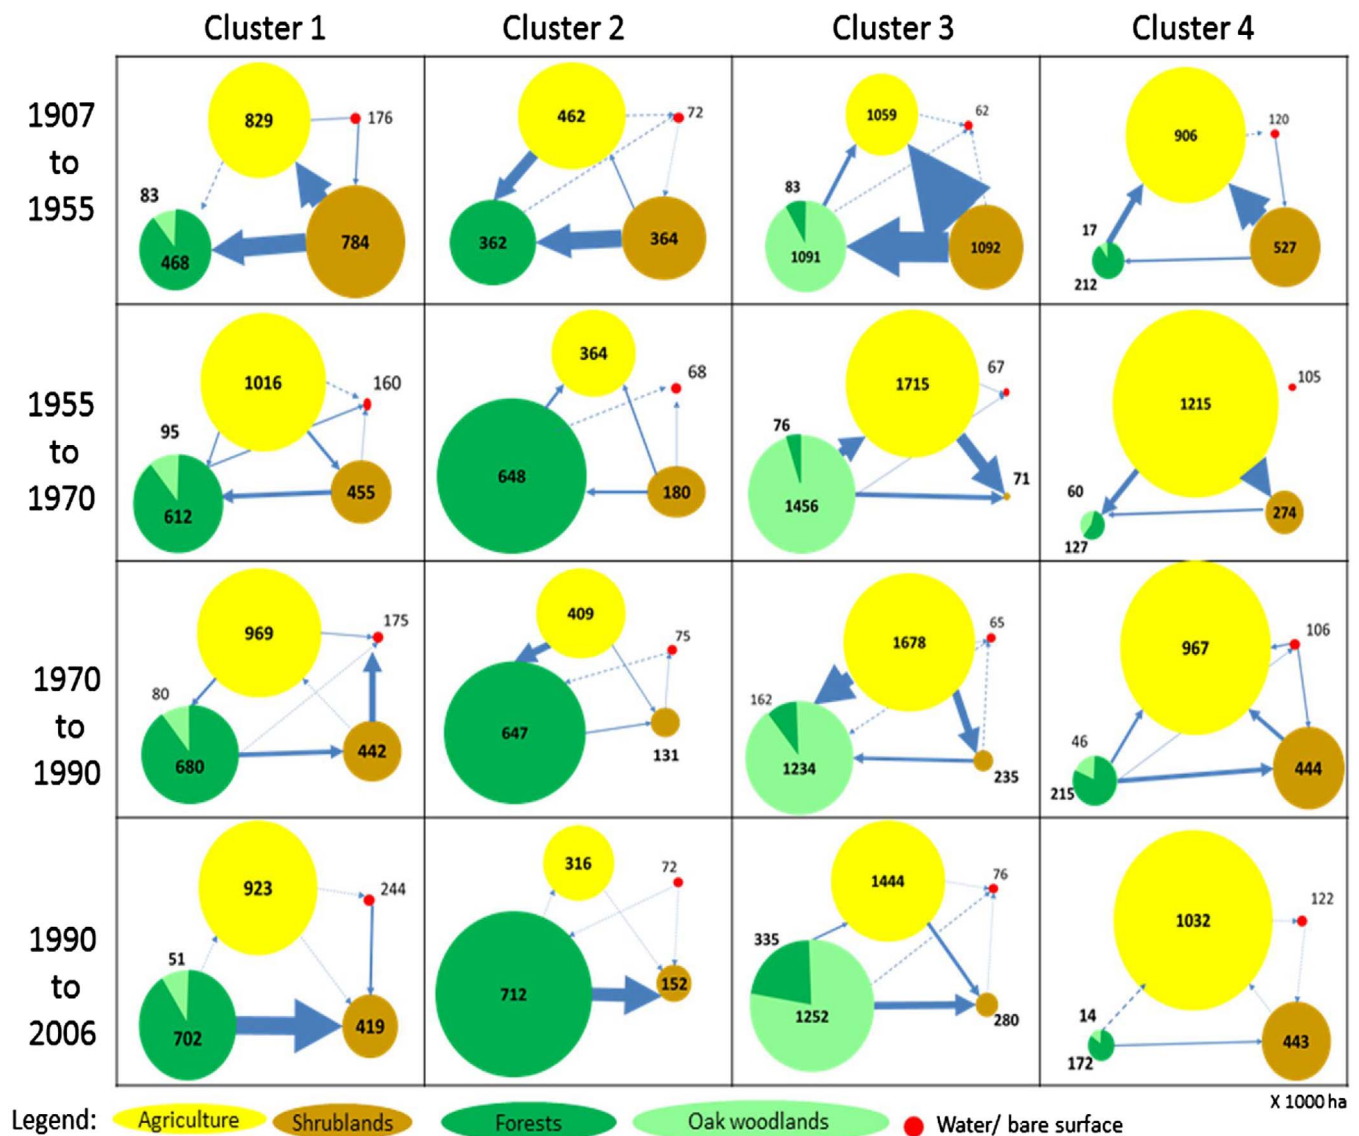 Cluster 1 Cluster 2 Cluster 3 Cluster 4
1907
to
1955
829 176 83 468 784
462 72 362 364
1059 62 83 1091 1092
906 120 17 212 527
1955
to
1970
1016 160 95 612 455
364 68 648 180
1715 67 76 1456 71
1215 105 60 127 274
1970
to
1990
969 175 80 680 442
409 75 647 131
1678 65 162 1234 235
967 106 46 215 444
1990
to
2006
923 244 51 702 419
316 72 712 152
1444 76 335 1252 280
1032 122 14 172 443
X 1000 ha
Legend: Agriculture Shrublands Forests Oak woodlands Water/ bare surface